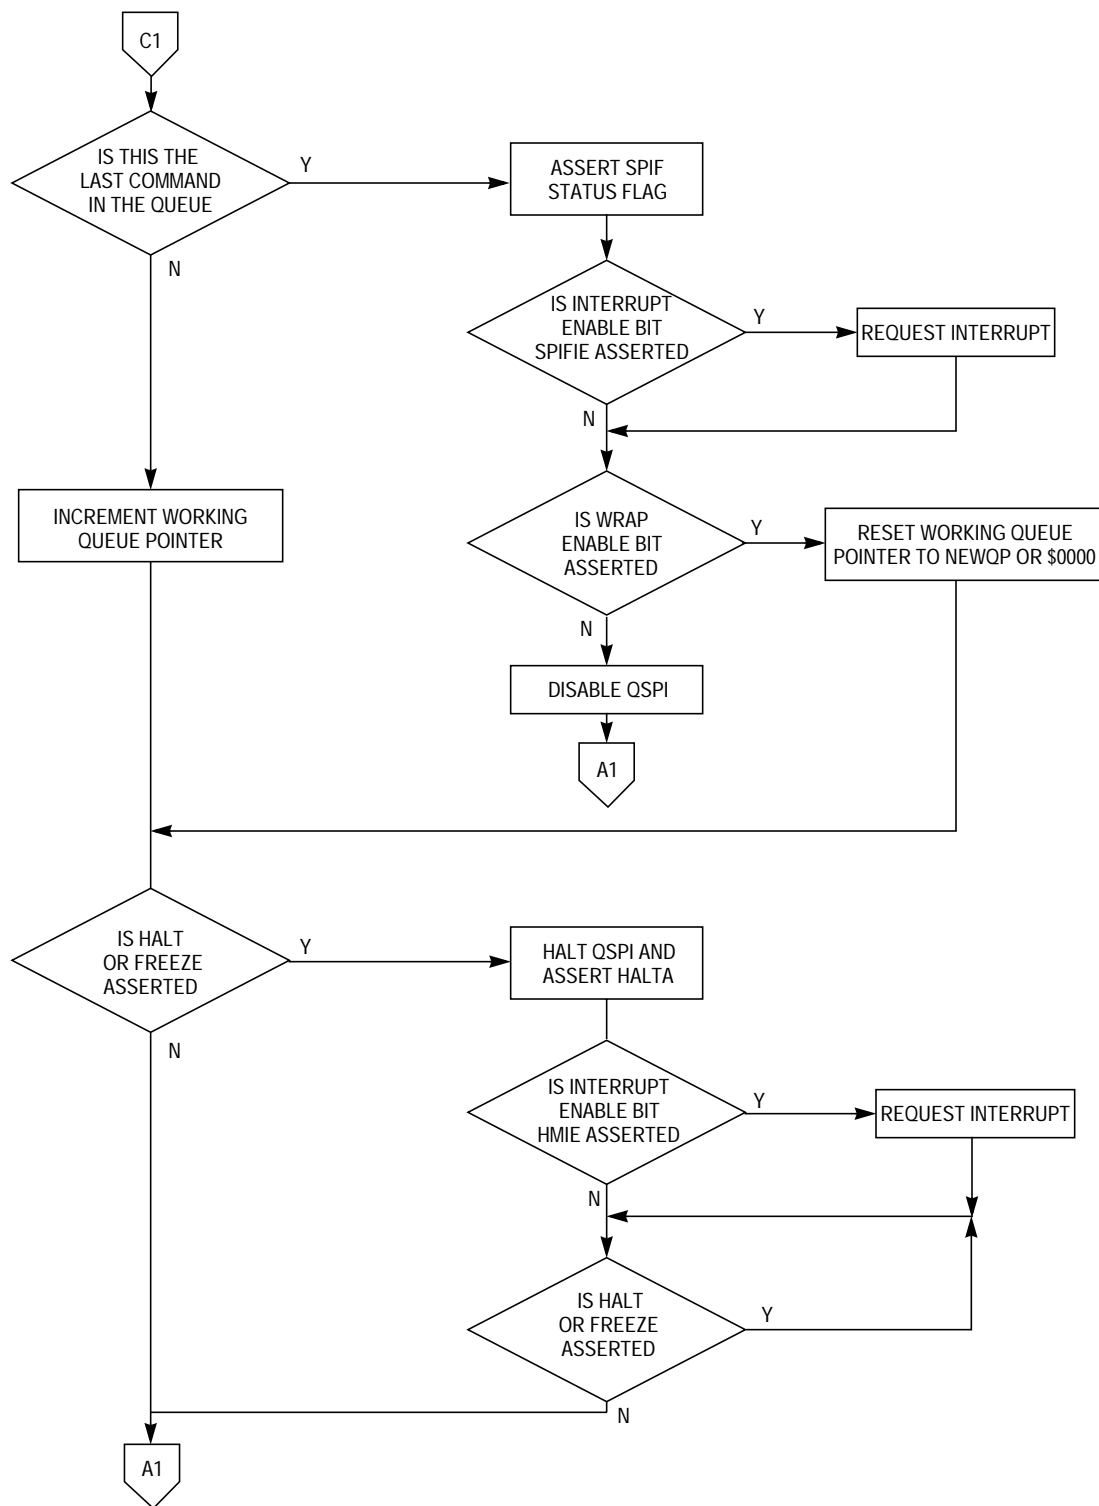 C1
IS THIS THE
LAST COMMAND
IN THE QUEUE
Y
N
ASSERT SPIF
STATUS FLAG
IS INTERRUPT
ENABLE BIT
SPIFIE ASSERTED
Y
N
REQUEST INTERRUPT
INCREMENT WORKING
QUEUE POINTER
IS WRAP
ENABLE BIT
ASSERTED
Y
N
RESET WORKING QUEUE
POINTER TO NEWQP OR $0000
DISABLE QSPI
A1
IS HALT
OR FREEZE
ASSERTED
Y
N
HALT QSPI AND
ASSERT HALTA
IS INTERRUPT
ENABLE BIT
HMIE ASSERTED
Y
N
REQUEST INTERRUPT
IS HALT
OR FREEZE
ASSERTED
Y
N
A1